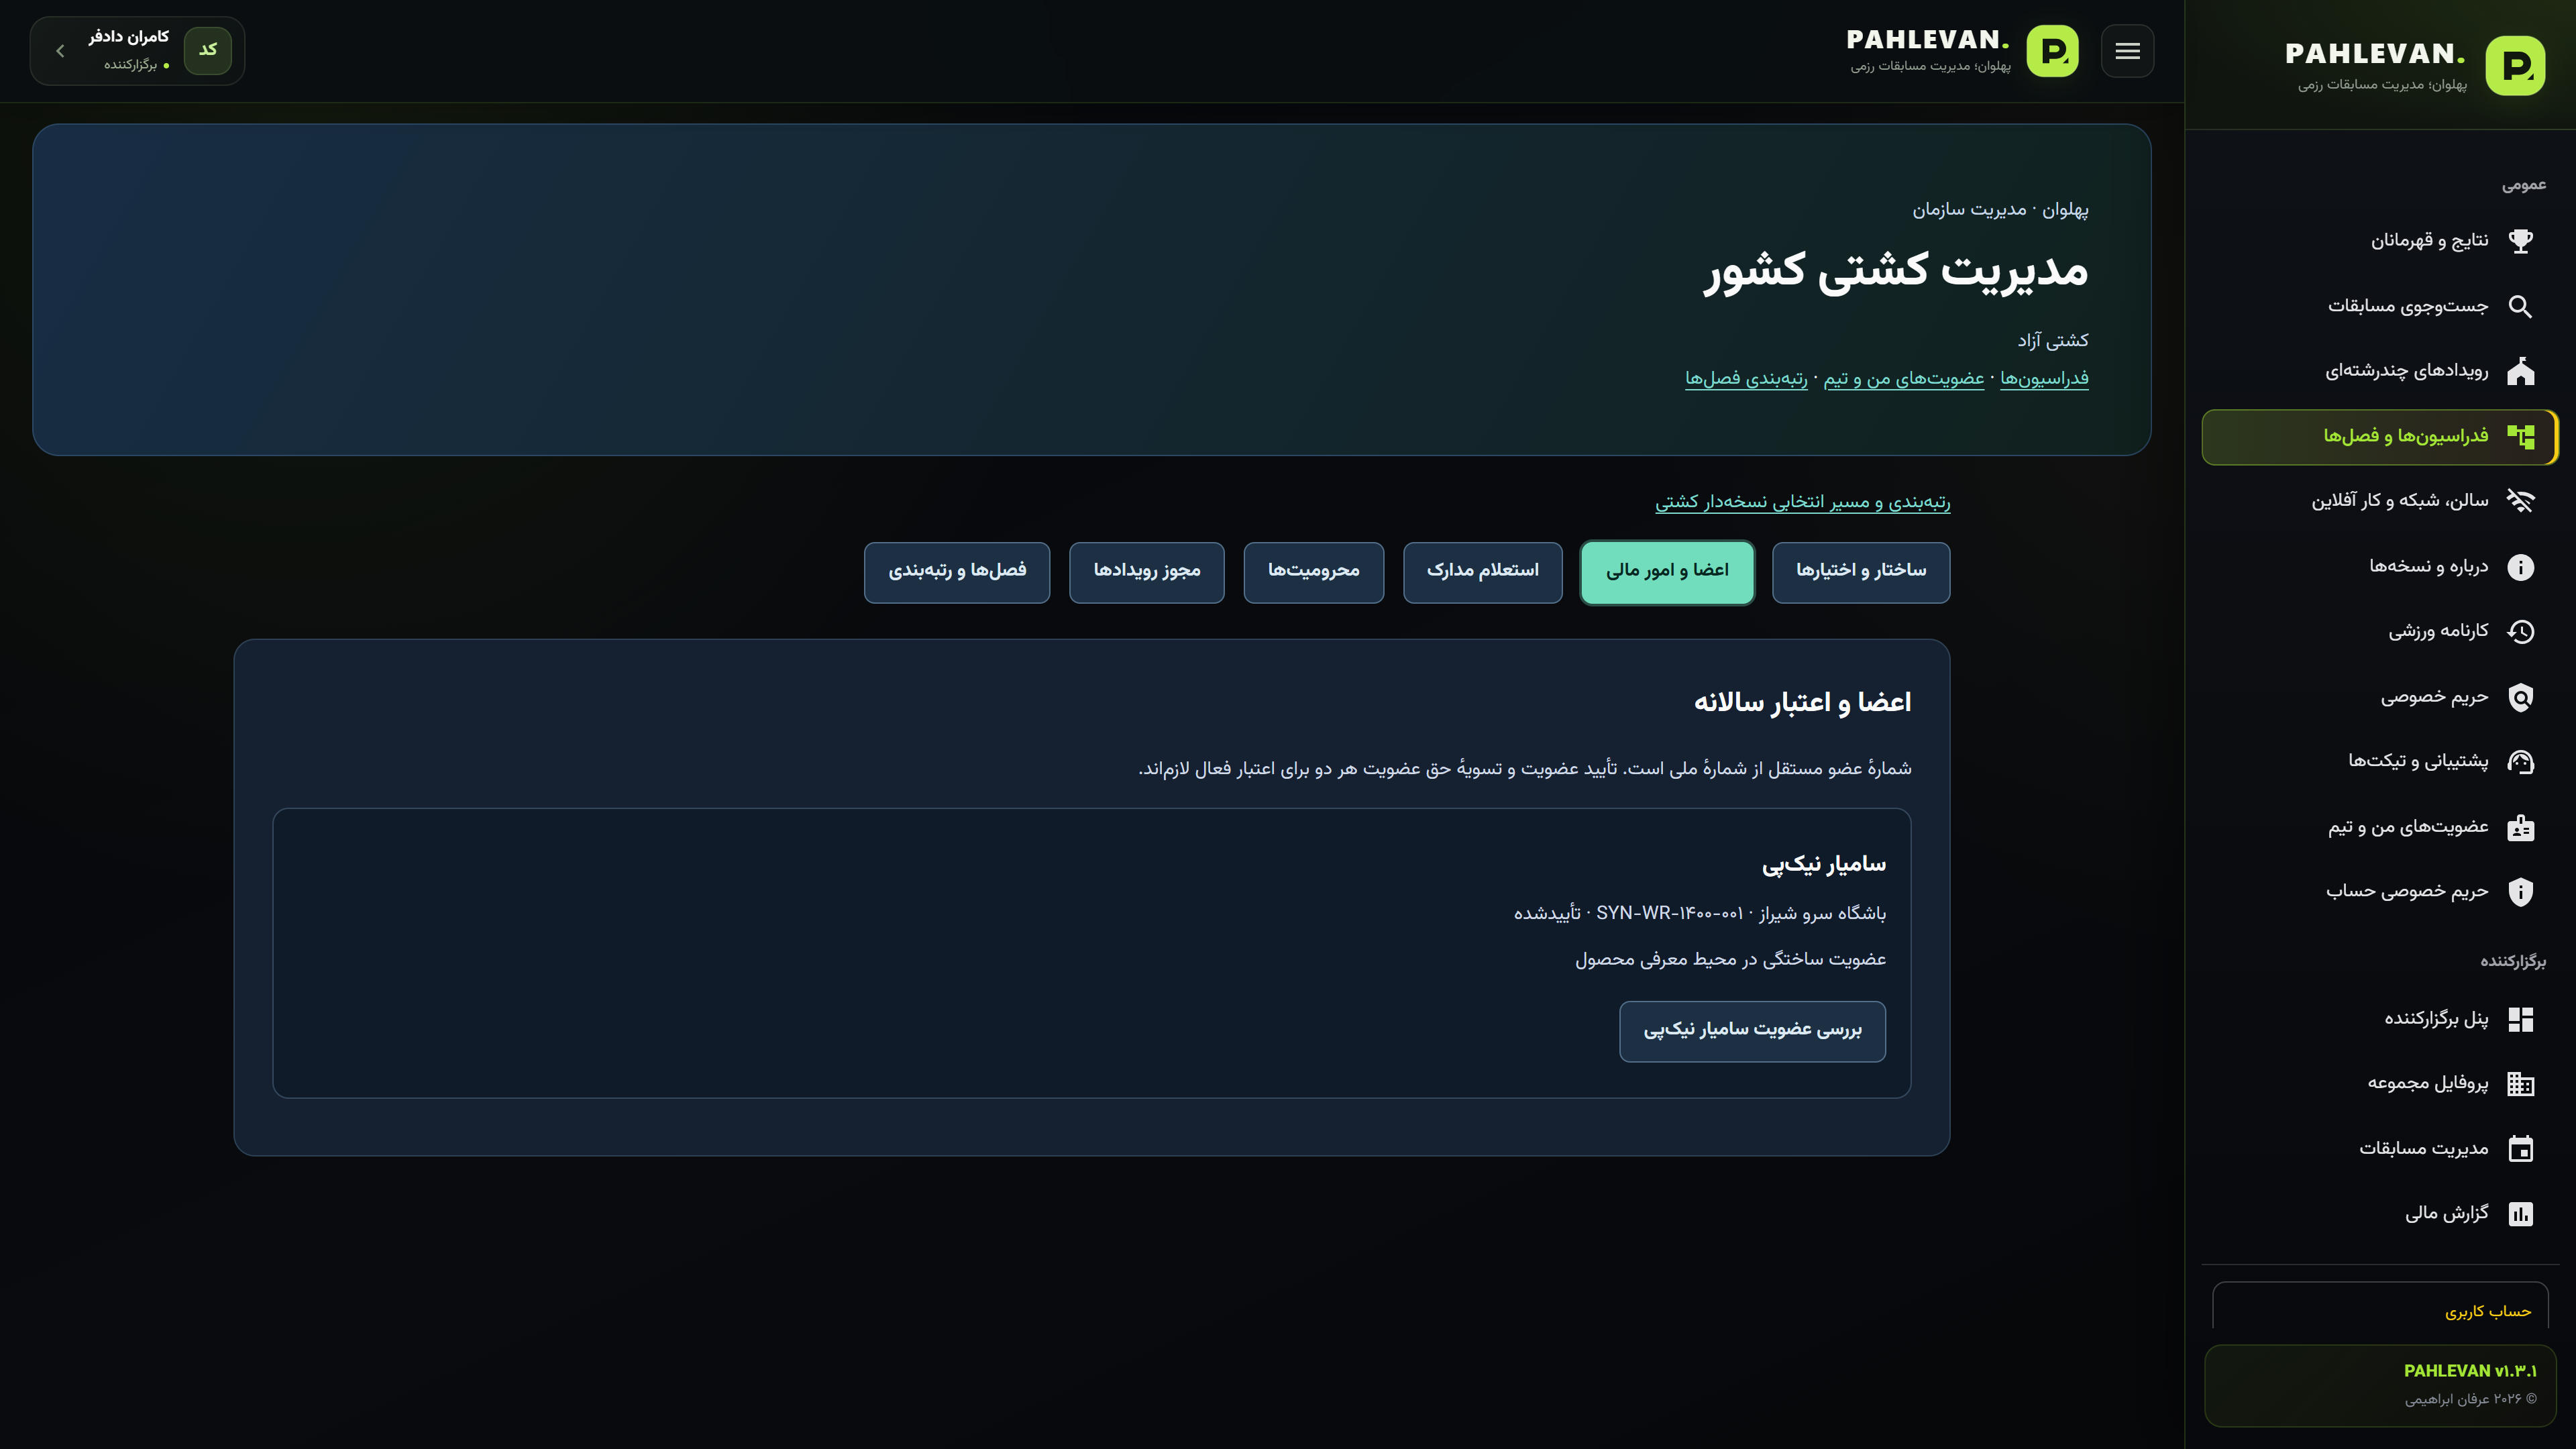 PAHLEVAN.
پهلوان؛ مدیریت مسابقات رزمی
عمومی
نتایج و قهرمانان
جست‌وجوی مسابقات
رویدادهای چندرشته‌ای
فدراسیون‌ها و فصل‌ها
سالن، شبکه و کار آفلاین
درباره و نسخه‌ها
کارنامه ورزشی
حریم خصوصی
پشتیبانی و تیکت‌ها
عضویت‌های من و تیم
حریم خصوصی حساب
برگزارکننده
پنل برگزارکننده
پروفایل مجموعه
مدیریت مسابقات
گزارش مالی
حساب کاربری
PAHLEVAN v۱.۳.۱
© ۲۰۲۶ عرفان ابراهیمی
PAHLEVAN.
پهلوان؛ مدیریت مسابقات رزمی
کد
کامران دادفر
برگزارکننده
پهلوان · مدیریت سازمان
مدیریت کشتی کشور
کشتی آزاد
فدراسیون‌ها · عضویت‌های من و تیم · رتبه‌بندی فصل‌ها
رتبه‌بندی و مسیر انتخابی نسخه‌دار کشتی
ساختار و اختیارها
اعضا و امور مالی
استعلام مدارک
محرومیت‌ها
مجوز رویدادها
فصل‌ها و رتبه‌بندی
اعضا و اعتبار سالانه
شمارهٔ عضو مستقل از شمارهٔ ملی است. تأیید عضویت و تسویهٔ حق عضویت هر دو برای اعتبار فعال لازم‌اند.
سامیار نیک‌پی
باشگاه سرو شیراز · SYN-WR-۱۴۰۰-۰۰۱ · تأییدشده
عضویت ساختگی در محیط معرفی محصول
بررسی عضویت سامیار نیک‌پی